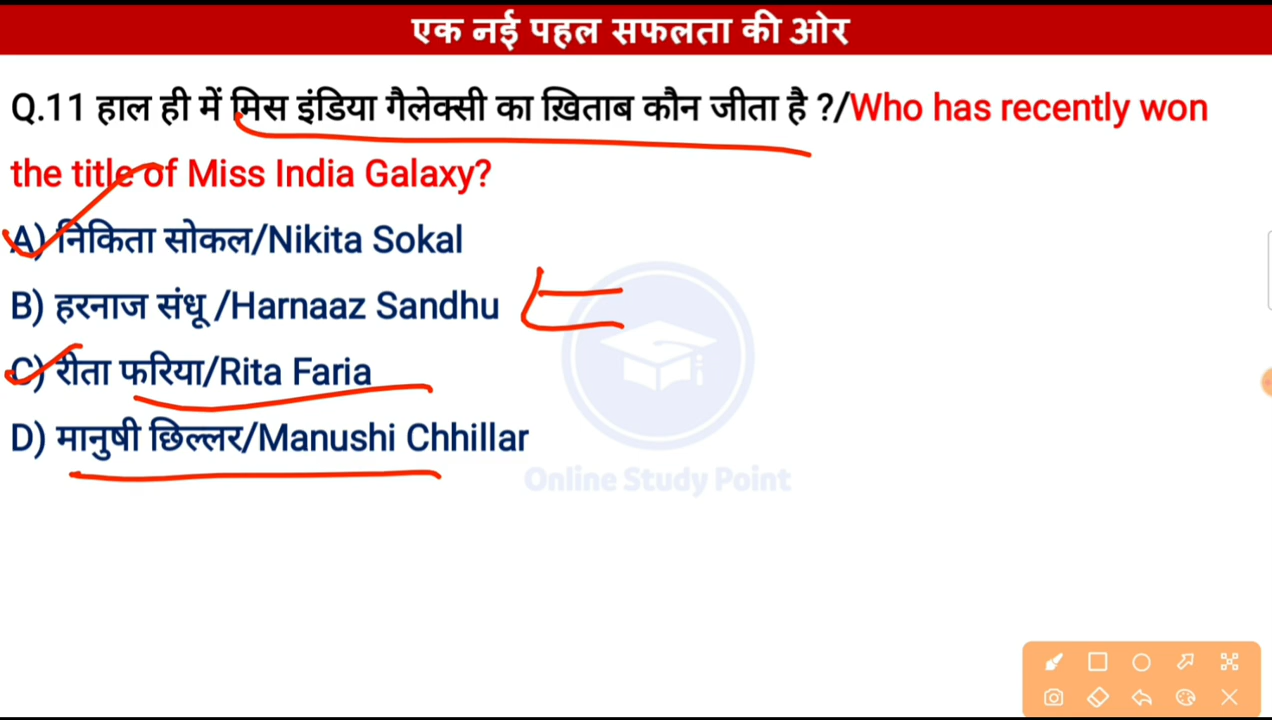 एक नई पहल सफलता की ओर
Q.11 हाल ही में मिस इंडिया गैलेक्सी का ख़िताब कौन जीता है ?/Who has recently won
the title of Miss India Galaxy?
A) निकिता सोकल/Nikita Sokal
B) हरनाज संधू /Harnaaz Sandhu
C) रीता फरिया/Rita Faria
D) मानुषी छिल्लर/Manushi Chhillar
Online Study Point